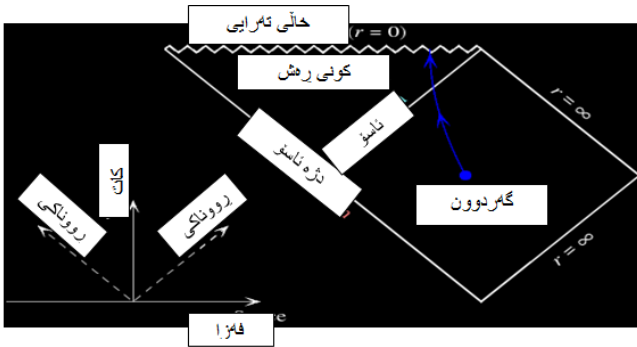 خاڵی تەرایی
(r = 0)
کونی ڕەش
ئاسۆ
دژە ئاسۆ
r = ∞
گەردوون
r = ∞
کات
ڕووناکی
ڕووناکی
فەزا